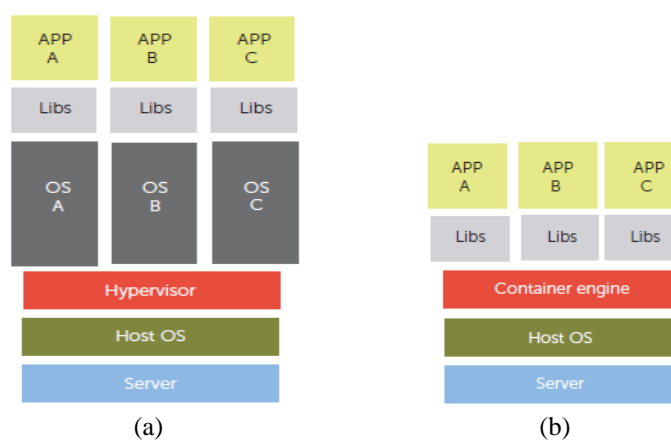 APP
A
APP
B
APP
C
Libs
Libs
Libs
OS
A
OS
B
OS
C
Hypervisor
Host OS
Server
(a)
APP
A
APP
B
APP
C
Libs
Libs
Libs
Container engine
Host OS
Server
(b)